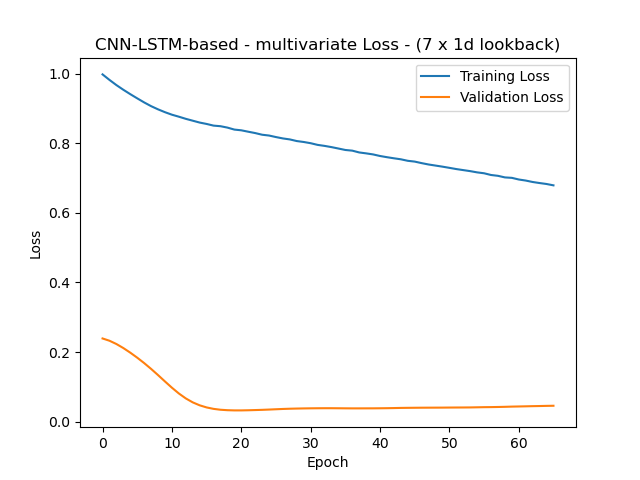 CNN-LSTM-based - multivariate Loss - (7 x 1d lookback)
Training Loss
Validation Loss
1.0
0.8
0.6
0.4
0.2
0.0
Loss
0 10 20 30 40 50 60
Epoch